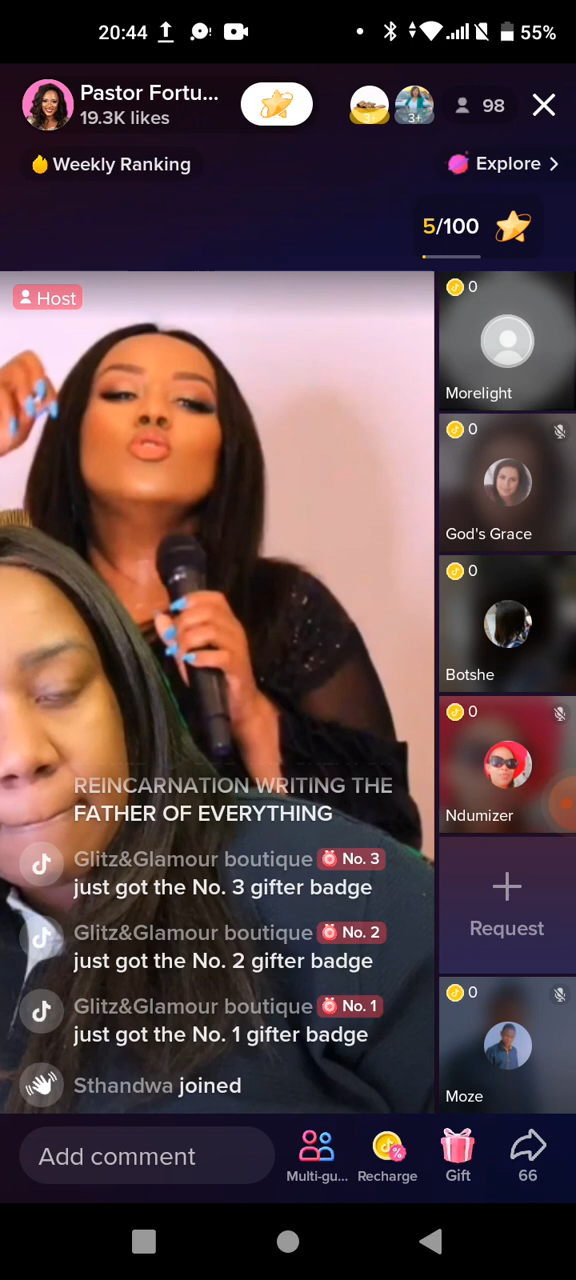 20:44
55%
Pastor Fortu...
19.3K likes
3+
3+
98
Weekly Ranking
Explore
5/100
Host
0
Morelight
0
God's Grace
0
Botshe
0
Ndumizer
Request
0
Moze
REINCARNATION WRITING THE
FATHER OF EVERYTHING
Glitz&Glamour boutique No. 3
just got the No. 3 gifter badge
Glitz&Glamour boutique No. 2
just got the No. 2 gifter badge
Glitz&Glamour boutique No. 1
just got the No. 1 gifter badge
Sthandwa joined
Add comment
Multi-gu...
Recharge
Gift
66